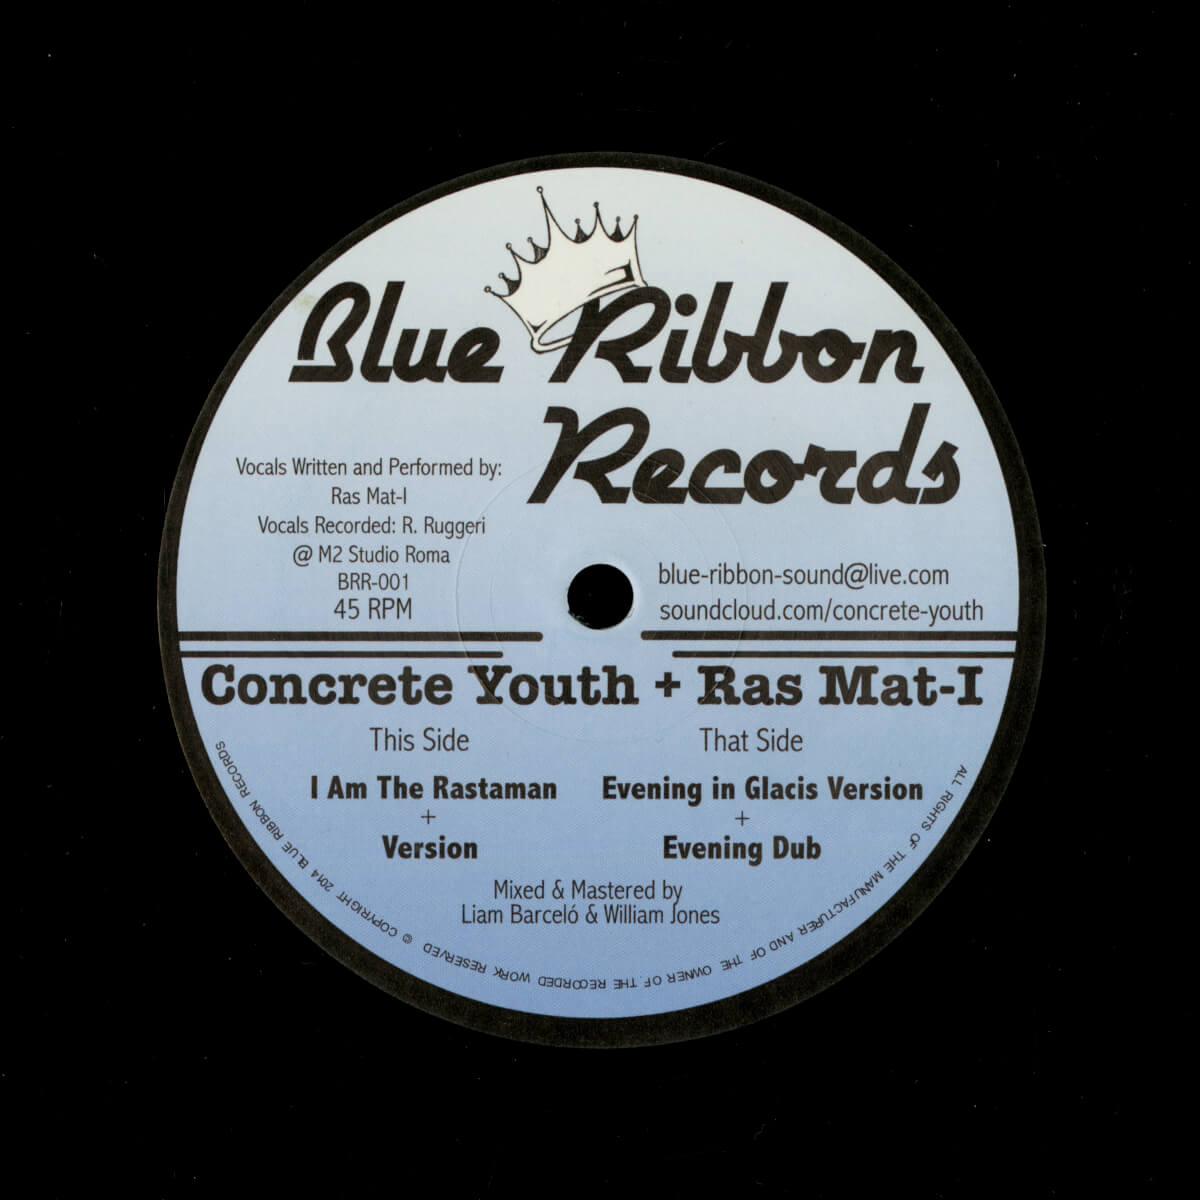 Blue Ribbon
Records
Vocals Written and Performed by:
Ras Mat-I
Vocals Recorded: R. Ruggeri
@ M2 Studio Roma
BRR-001
45 RPM
blue-ribbon-sound@live.com
soundcloud.com/concrete-youth
Concrete Youth + Ras Mat-I
This Side
I Am The Rastaman
+
Version
That Side
Evening in Glacis Version
+
Evening Dub
Mixed & Mastered by
Liam Barceló & William Jones
ALL RIGHTS OF THE MANUFACTURER AND OF THE OWNER OF THE RECORDED WORK RESERVED © COPYRIGHT 2014 BLUE RIBBON RECORDS